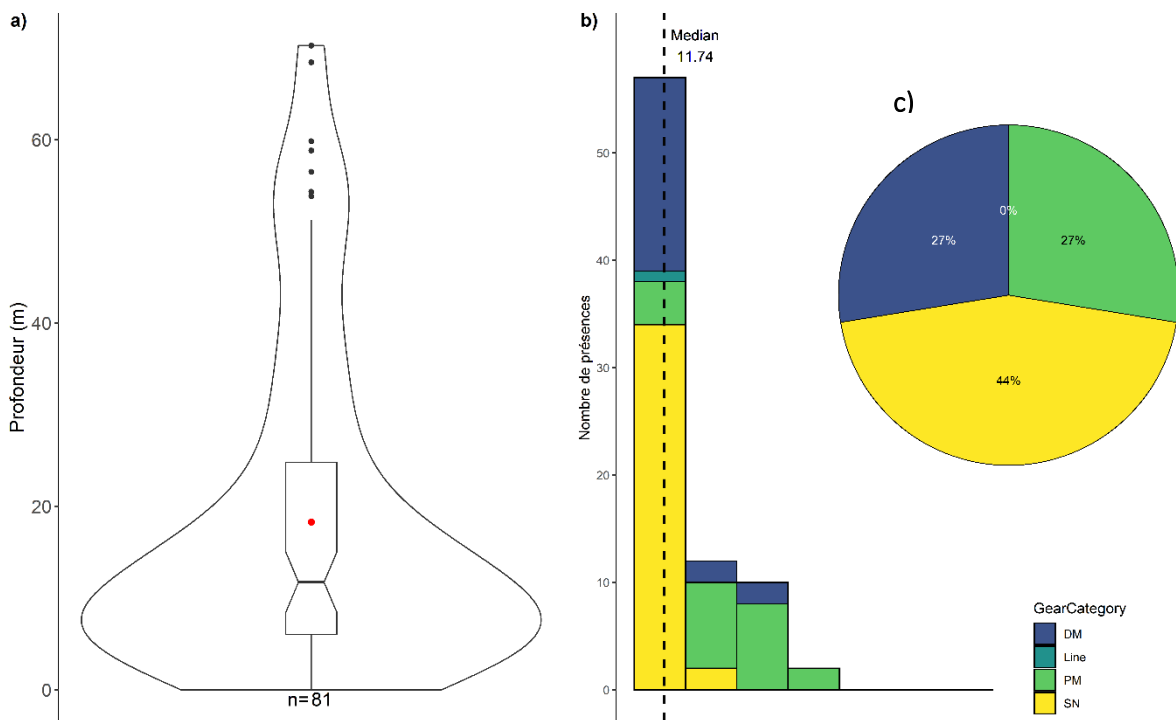 a)
Profondeur (m)
60
40
20
0
n=81
b)
Median
11.74
Nombre de présences
50
40
30
20
10
0
c)
0%
27%
27%
44%
GearCategory
DM
Line
PM
SN